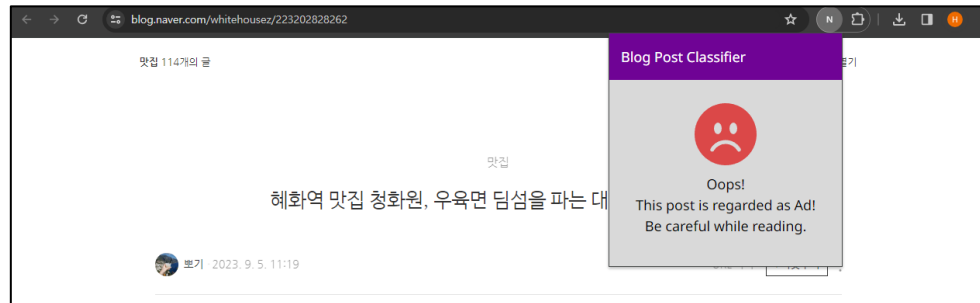 blog.naver.com/whitehousez/223202828262
N
H
맛집 114개의 글
Blog Post Classifier
맛집
혜화역 맛집 청화원, 우육면 딤섬을 파는 대
Oops!
This post is regarded as Ad!
Be careful while reading.
뽀기 · 2023. 9. 5. 11:19